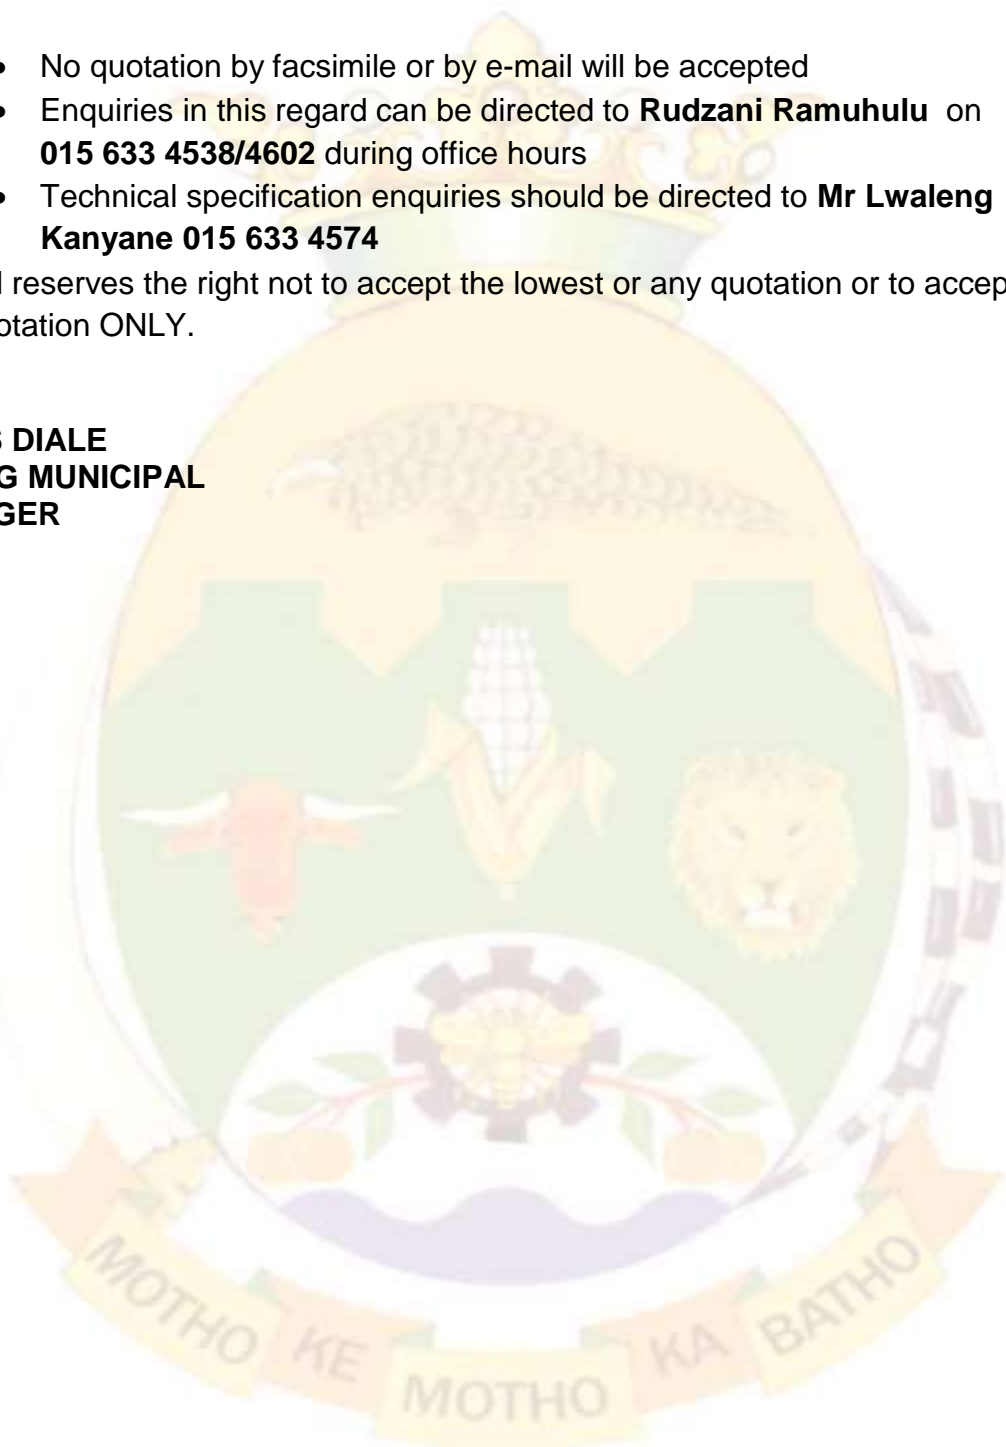 • No quotation by facsimile or by e-mail will be accepted
• Enquiries in this regard can be directed to Rudzani Ramuhulu on
015 633 4538/4602 during office hours
• Technical specification enquiries should be directed to Mr Lwaleng
Kanyane 015 633 4574
reserves the right not to accept the lowest or any quotation or to accep
otation ONLY.
S DIALE
G MUNICIPAL
GER
MOTHO KE MOTHO KA BATHO